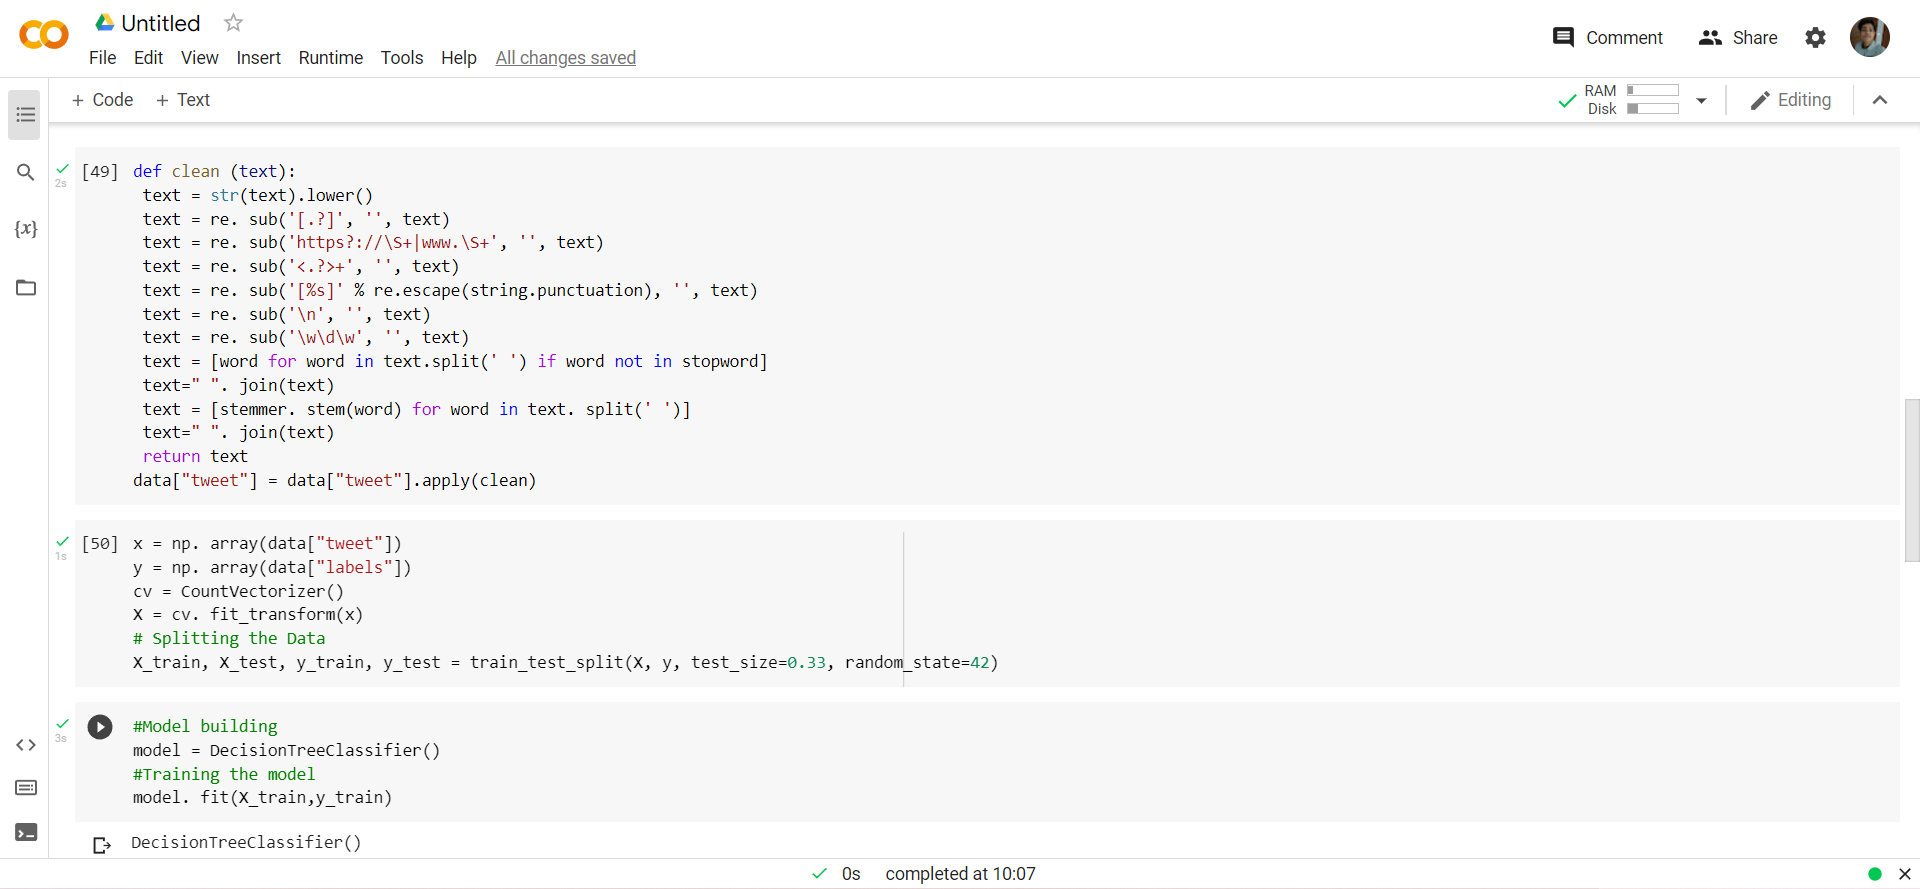 Untitled
File Edit View Insert Runtime Tools Help All changes saved
Comment Share
+ Code + Text
RAM
Disk
Editing
{x}
2s
[49] def clean (text):
text = str(text).lower()
text = re. sub('[.?]', '', text)
text = re. sub('https?://\S+|www.\S+', '', text)
text = re. sub('<.?>+', '', text)
text = re. sub('[%s]' % re.escape(string.punctuation), '', text)
text = re. sub('\n', '', text)
text = re. sub('\w\d\w', '', text)
text = [word for word in text.split(' ') if word not in stopword]
text=" ". join(text)
text = [stemmer. stem(word) for word in text. split(' ')]
text=" ". join(text)
return text
data["tweet"] = data["tweet"].apply(clean)
1s
[50] x = np. array(data["tweet"])
y = np. array(data["labels"])
cv = CountVectorizer()
X = cv. fit_transform(x)
# Splitting the Data
X_train, X_test, y_train, y_test = train_test_split(X, y, test_size=0.33, random_state=42)
3s
#Model building
model = DecisionTreeClassifier()
#Training the model
model. fit(X_train,y_train)
DecisionTreeClassifier()
0s completed at 10:07